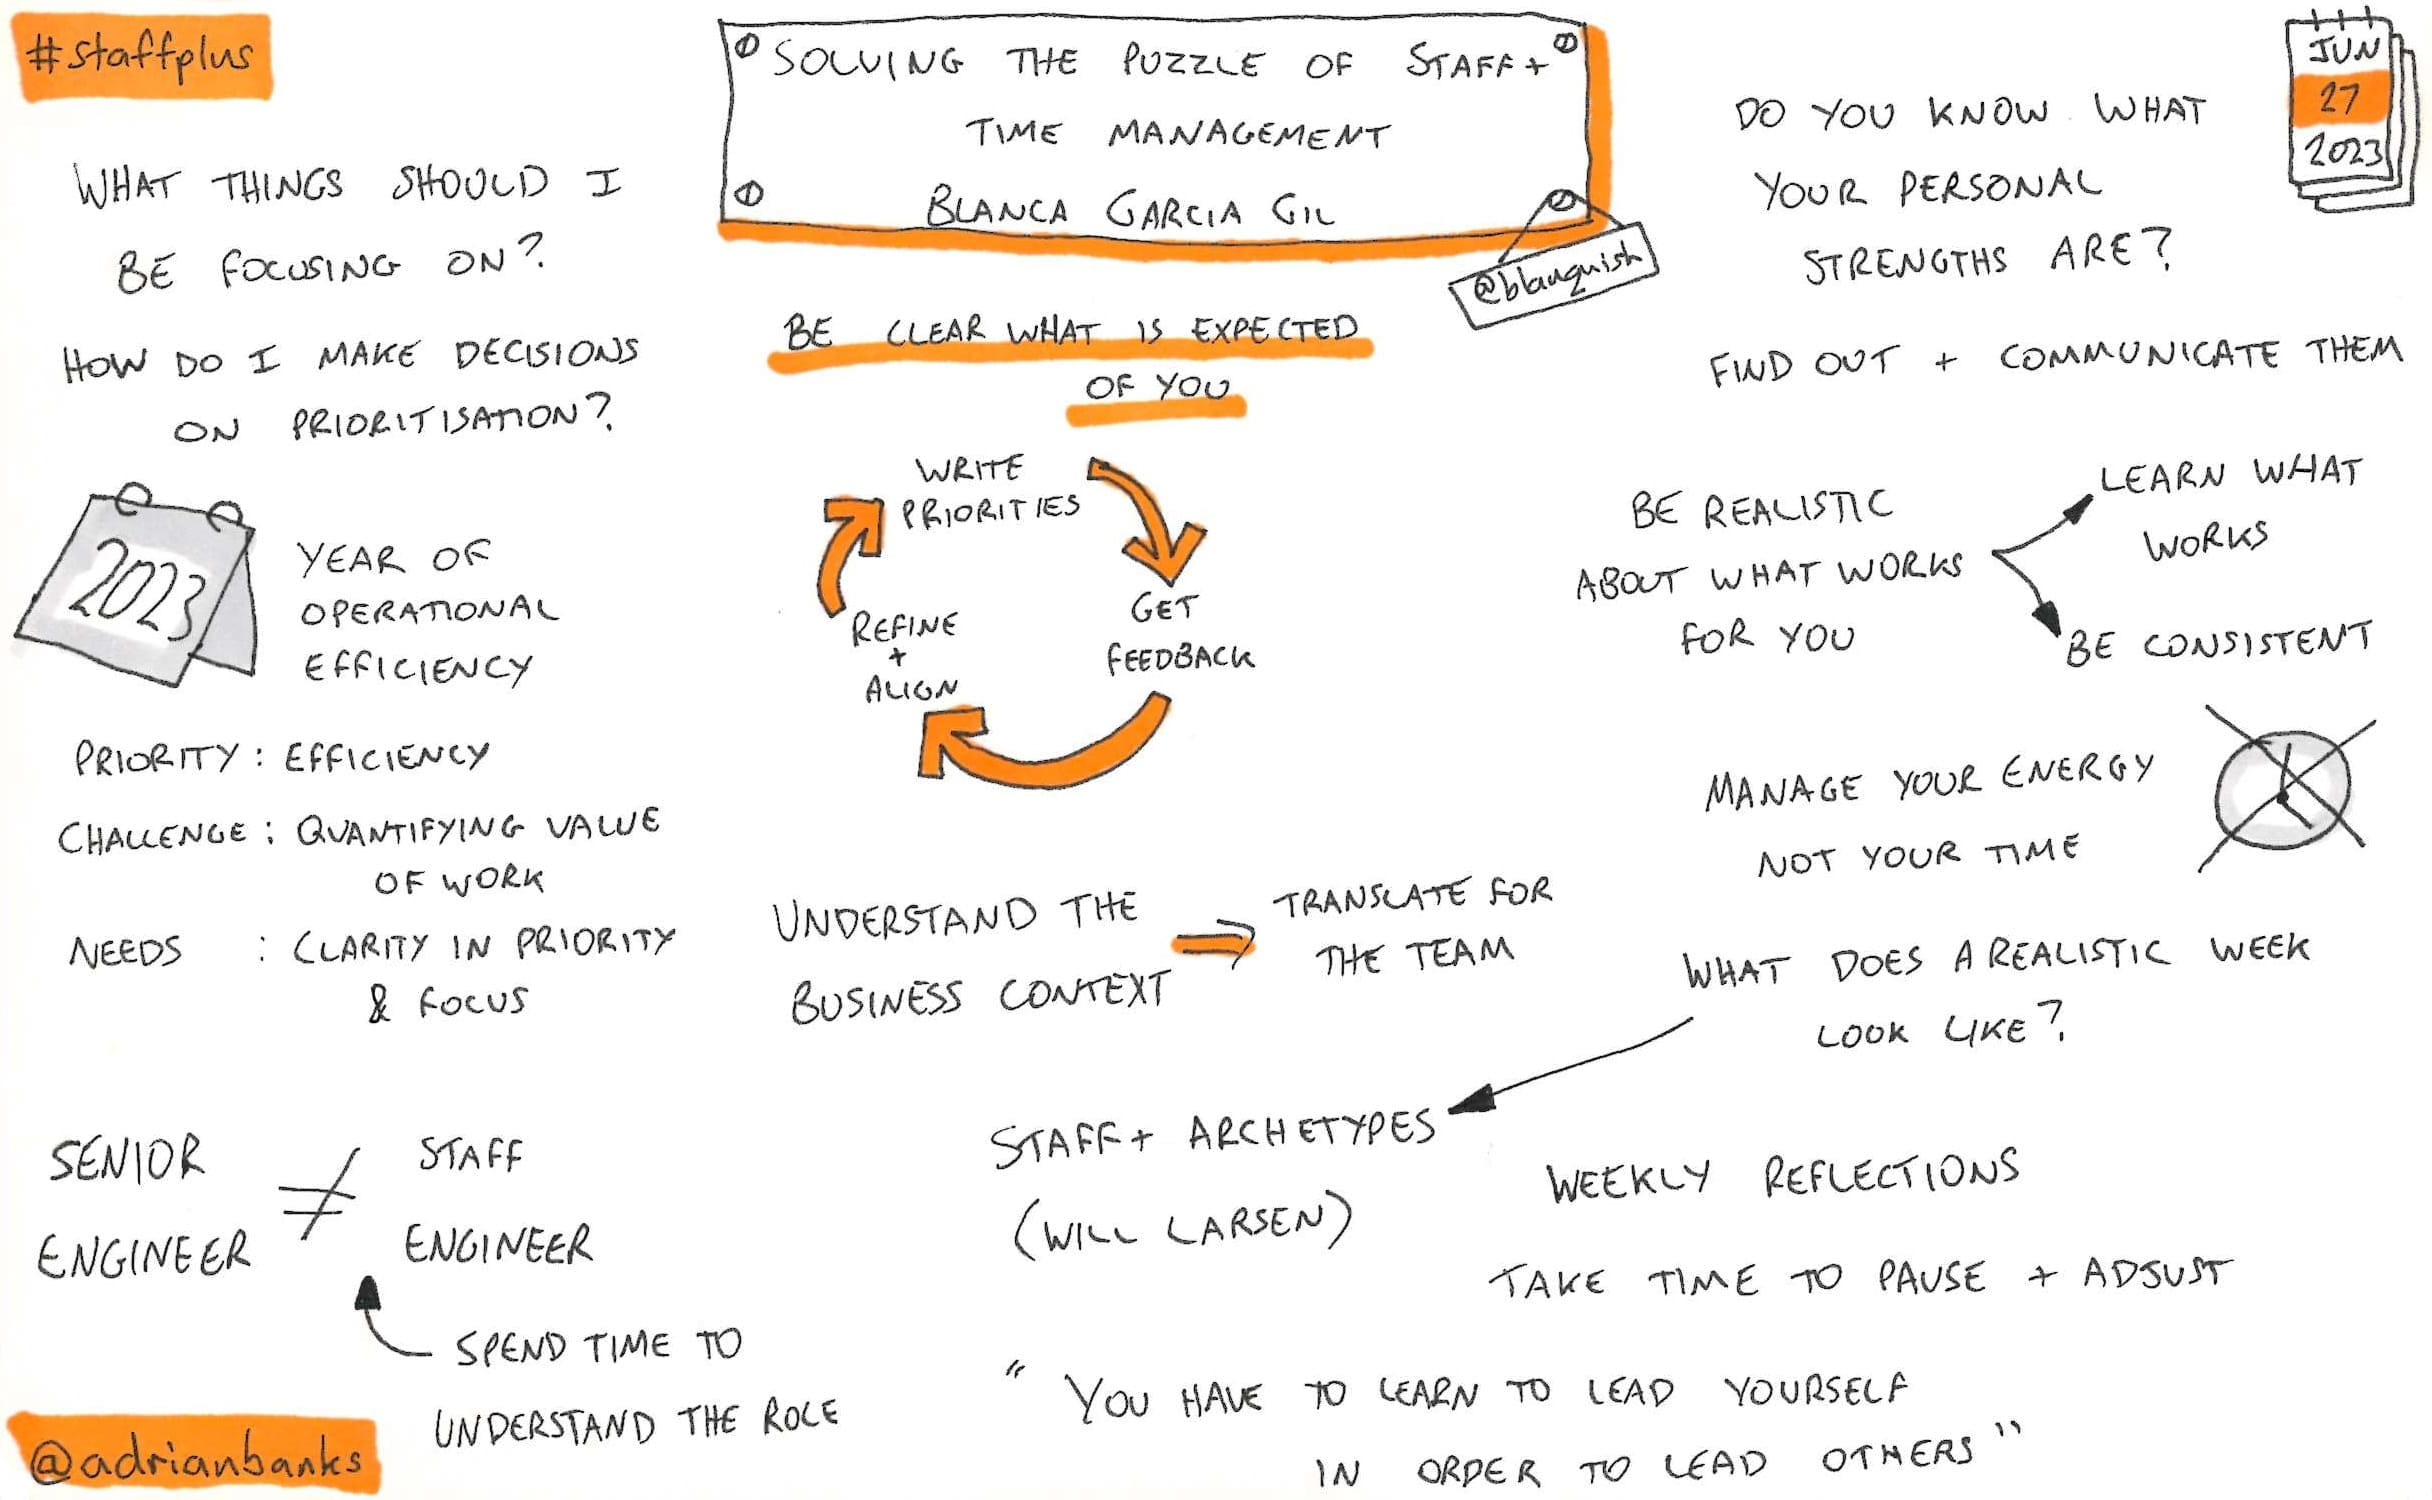 #staffplus
SOLVING THE PUZZLE OF STAFF+
TIME MANAGEMENT
BLANCA GARCIA GIL
@blanquish
JUN
27
2023
WHAT THINGS SHOULD I
BE FOCUSING ON?
HOW DO I MAKE DECISIONS
ON PRIORITISATION?
2023
YEAR OF
OPERATIONAL
EFFICIENCY
PRIORITY : EFFICIENCY
CHALLENGE : QUANTIFYING VALUE
OF WORK
NEEDS : CLARITY IN PRIORITY
& FOCUS
SENIOR
ENGINEER
≠
STAFF
ENGINEER
SPEND TIME TO
UNDERSTAND THE ROLE
@adrianbanks
BE CLEAR WHAT IS EXPECTED
OF YOU
WRITE
PRIORITIES
GET
FEEDBACK
REFINE
+
ALIGN
UNDERSTAND THE
BUSINESS CONTEXT
TRANSLATE FOR
THE TEAM
DO YOU KNOW WHAT
YOUR PERSONAL
STRENGTHS ARE?
FIND OUT + COMMUNICATE THEM
BE REALISTIC
ABOUT WHAT WORKS
FOR YOU
LEARN WHAT
WORKS
BE CONSISTENT
MANAGE YOUR ENERGY
NOT YOUR TIME
WHAT DOES A REALISTIC WEEK
LOOK LIKE?
STAFF+ ARCHETYPES
(WILL LARSEN)
WEEKLY REFLECTIONS
TAKE TIME TO PAUSE + ADJUST
"YOU HAVE TO LEARN TO LEAD YOURSELF
IN ORDER TO LEAD OTHERS"